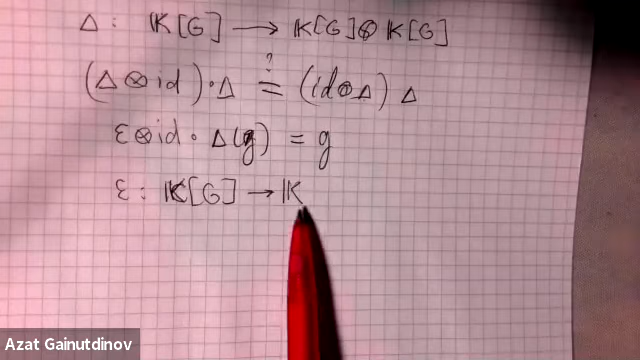 Δ : 𝕂[G] ⟶ 𝕂[G]⊗𝕂[G]
(Δ⊗id)∘Δ ≟ (id⊗Δ) Δ
ε⊗id ∘ Δ(g) = g
ε : 𝕂[G] → 𝕂
Azat Gainutdinov